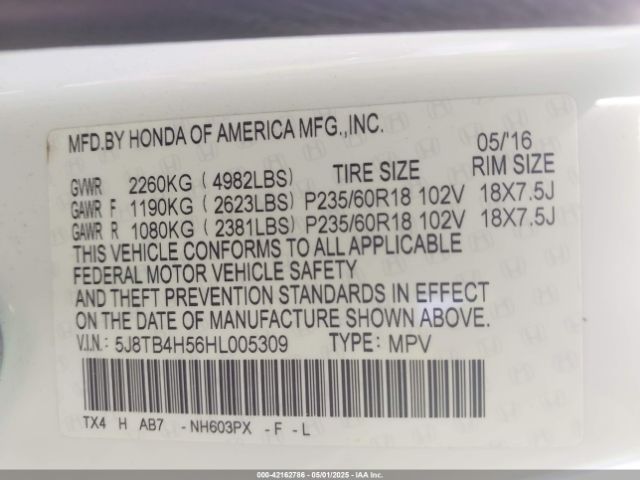 MFD.BY HONDA OF AMERICA MFG.,INC. 05/'16
GVWR 2260KG ( 4982LBS) TIRE SIZE RIM SIZE
GAWR F 1190KG ( 2623LBS) P235/60R18 102V 18X7.5J
GAWR R 1080KG ( 2381LBS) P235/60R18 102V 18X7.5J
THIS VEHICLE CONFORMS TO ALL APPLICABLE
FEDERAL MOTOR VEHICLE SAFETY
AND THEFT PREVENTION STANDARDS IN EFFECT
ON THE DATE OF MANUFACTURE SHOWN ABOVE.
V.I.N.: 5J8TB4H56HL005309 TYPE: MPV
TX4 H AB7 -NH603PX -F -L
000-42162786 - 05/01/2025 - IAA Inc.